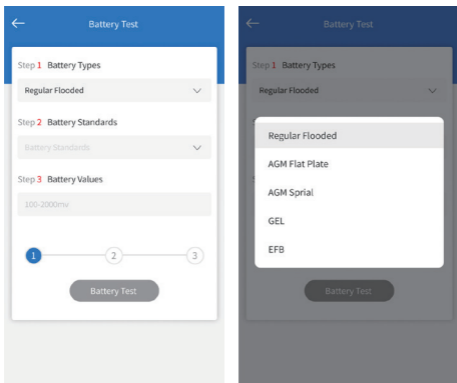 Battery Test
Step 1 Battery Types
Regular Flooded
Step 2 Battery Standards
Battery Standards
Step 3 Battery Values
100-2000mv
1 2 3
Battery Test
Battery Test
Step 1 Battery Types
Regular Flooded
Regular Flooded
AGM Flat Plate
AGM Sprial
GEL
EFB
Battery Test